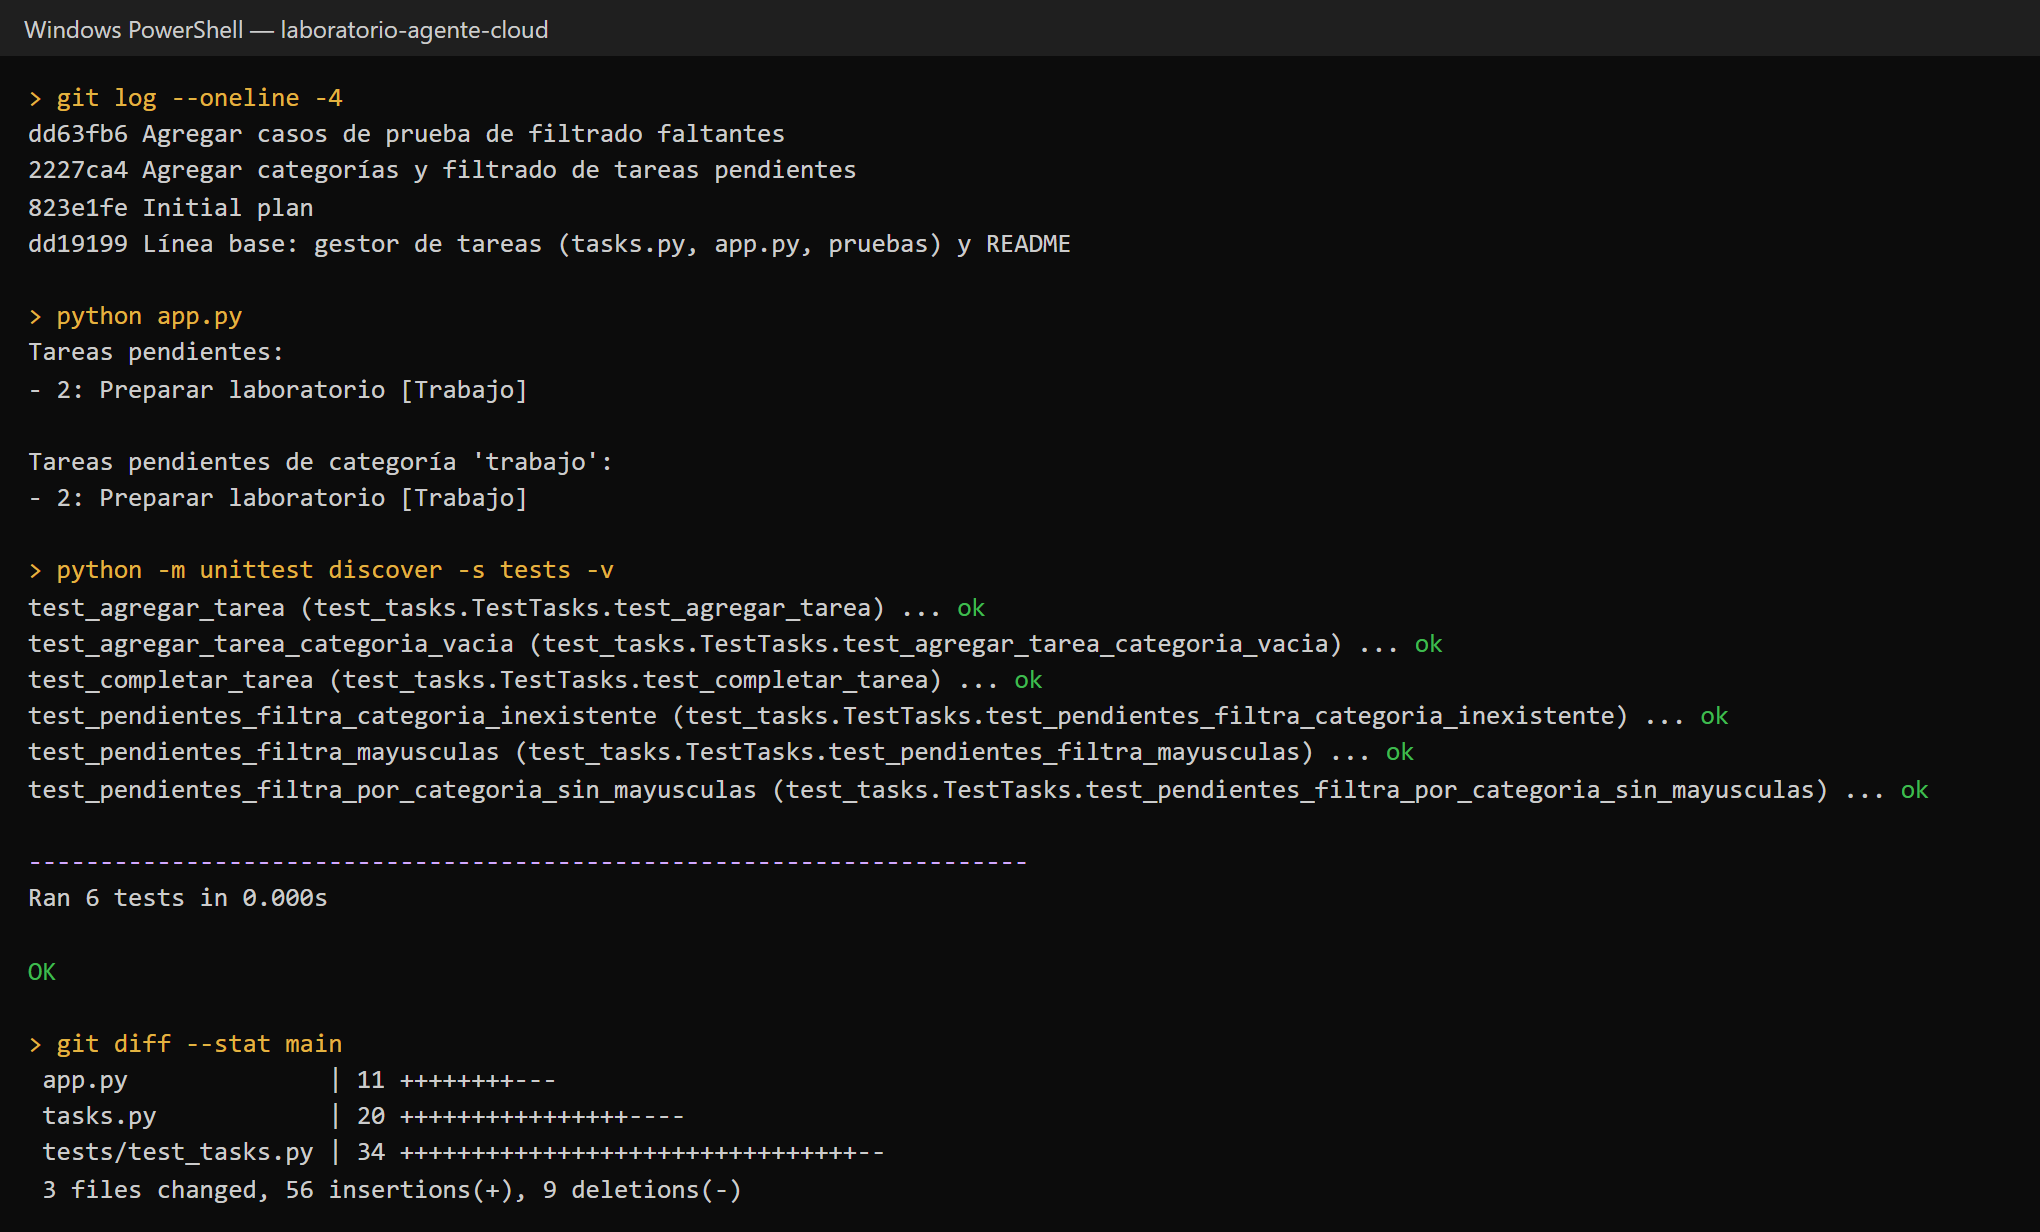 Windows PowerShell — laboratorio-agente-cloud
> git log --oneline -4
dd63fb6 Agregar casos de prueba de filtrado faltantes
2227ca4 Agregar categorías y filtrado de tareas pendientes
823e1fe Initial plan
dd19199 Línea base: gestor de tareas (tasks.py, app.py, pruebas) y README
> python app.py
Tareas pendientes:
- 2: Preparar laboratorio [Trabajo]
Tareas pendientes de categoría 'trabajo':
- 2: Preparar laboratorio [Trabajo]
> python -m unittest discover -s tests -v
test_agregar_tarea (test_tasks.TestTasks.test_agregar_tarea) ... ok
test_agregar_tarea_categoria_vacia (test_tasks.TestTasks.test_agregar_tarea_categoria_vacia) ... ok
test_completar_tarea (test_tasks.TestTasks.test_completar_tarea) ... ok
test_pendientes_filtra_categoria_inexistente (test_tasks.TestTasks.test_pendientes_filtra_categoria_inexistente) ... ok
test_pendientes_filtra_mayusculas (test_tasks.TestTasks.test_pendientes_filtra_mayusculas) ... ok
test_pendientes_filtra_por_categoria_sin_mayusculas (test_tasks.TestTasks.test_pendientes_filtra_por_categoria_sin_mayusculas) ... ok
----------------------------------------------------------------------
Ran 6 tests in 0.000s
OK
> git diff --stat main
 app.py              | 11 ++++++++---
 tasks.py            | 20 ++++++++++++++++----
 tests/test_tasks.py | 34 ++++++++++++++++++++++++++++++++--
 3 files changed, 56 insertions(+), 9 deletions(-)